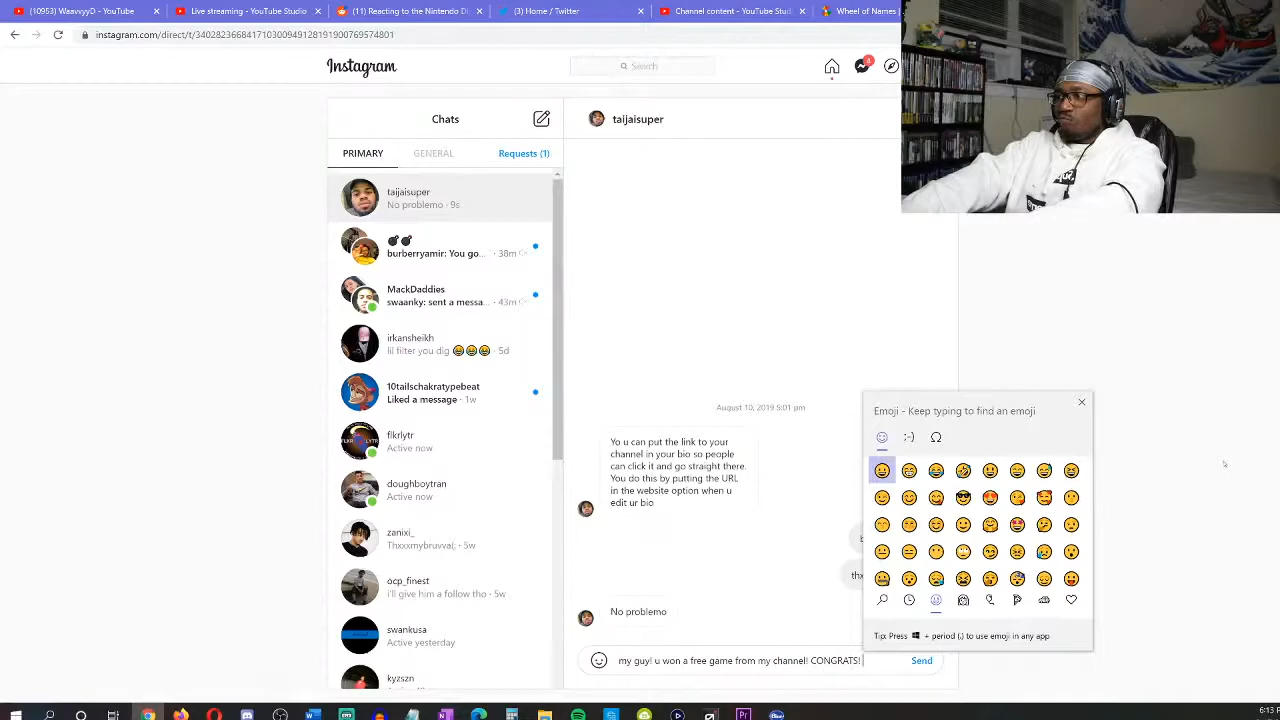 (10953) WaavvyyD - YouTube
Live streaming - YouTube Studio
(11) Reacting to the Nintendo Di
(3) Home / Twitter
Channel content - YouTube Stud
Wheel of Names |
instagram.com/direct/t/340282366841710300949128191900769574801
Instagram
Search
4
Chats
taijaisuper
PRIMARY
GENERAL
Requests (1)
taijaisuper
No problemo · 9s
burberryamir: You go... · 38m
MackDaddies
swaanky: sent a messa... · 43m
irkansheikh
lil filter you dig 😂😂😂 · 5d
10tailschakratypebeat
Liked a message · 1w
flkrlytr
Active now
doughboytran
Active now
zanixi_
Thxxxmybruvva(; · 5w
ocp_finest
i'll give him a follow tho · 5w
swankusa
Active yesterday
kyzszn
August 10, 2019 5:01 pm
Yo u can put the link to your
channel in your bio so people
can click it and go straight there.
You do this by putting the URL
in the website option when u
edit ur bio
thx
No problemo
my guy! u won a free game from my channel! CONGRATS!
Send
Emoji - Keep typing to find an emoji
;-)
Ω
Tip: Press + period (.) to use emoji in any app
6:13 P